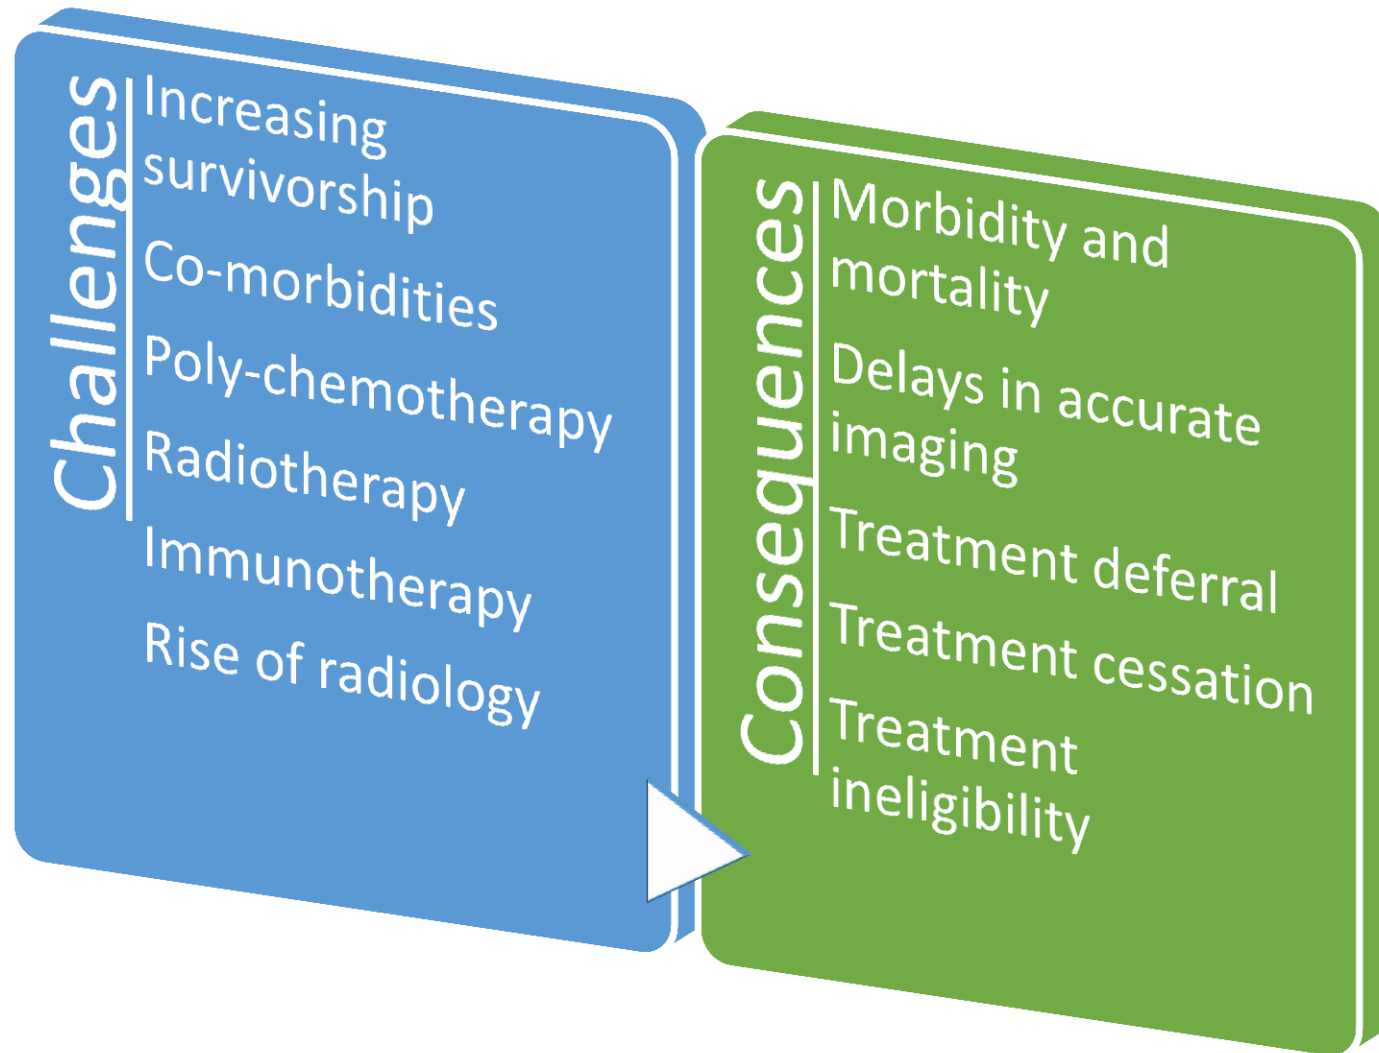 Challenges
Increasing
survivorship
Co-morbidities
Poly-chemotherapy
Radiotherapy
Immunotherapy
Rise of radiology
Consequences
Morbidity and
mortality
Delays in accurate
imaging
Treatment deferral
Treatment cessation
Treatment
ineligibility